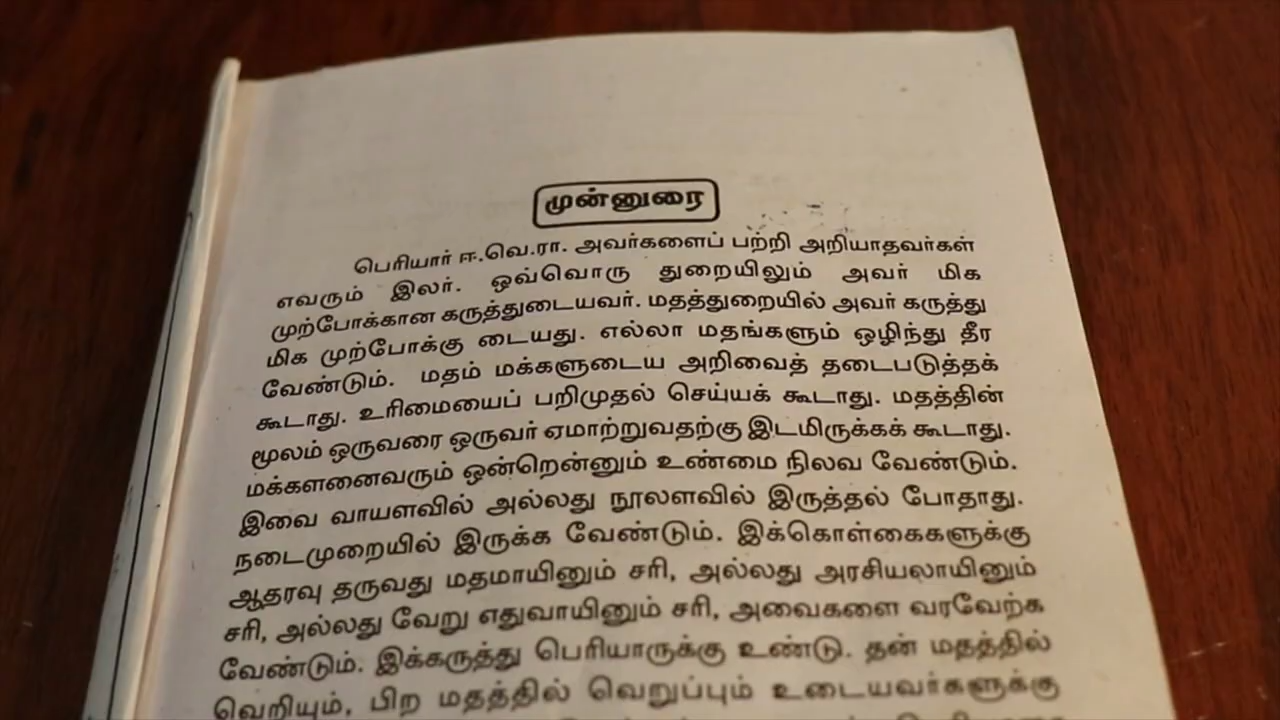 முன்னுரை
பெரியார் ஈ.வெ.ரா. அவர்களைப் பற்றி அறியாதவர்கள்
எவரும் இலர். ஒவ்வொரு துறையிலும் அவர் மிக
முற்போக்கான கருத்துடையவர். மதத்துறையில் அவர் கருத்து
மிக முற்போக்கு டையது. எல்லா மதங்களும் ஒழிந்து தீர
வேண்டும். மதம் மக்களுடைய அறிவைத் தடைபடுத்தக்
கூடாது. உரிமையைப் பறிமுதல் செய்யக் கூடாது. மதத்தின்
மூலம் ஒருவரை ஒருவர் ஏமாற்றுவதற்கு இடமிருக்கக் கூடாது.
மக்களனைவரும் ஒன்றென்னும் உண்மை நிலவ வேண்டும்.
இவை வாயளவில் அல்லது நூலளவில் இருத்தல் போதாது.
நடைமுறையில் இருக்க வேண்டும். இக்கொள்கைகளுக்கு
ஆதரவு தருவது மதமாயினும் சரி, அல்லது அரசியலாயினும்
சரி, அல்லது வேறு எதுவாயினும் சரி, அவைகளை வரவேற்க
வேண்டும். இக்கருத்து பெரியாருக்கு உண்டு. தன் மதத்தில்
வெறியும், பிற மதத்தில் வெறுப்பும் உடையவர்களுக்கு